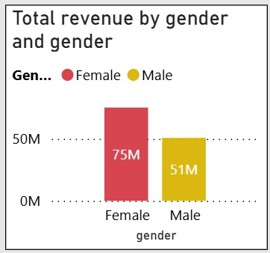 Total revenue by gender
and gender
Gen... Female Male
50M
75M
51M
0M
Female Male
gender